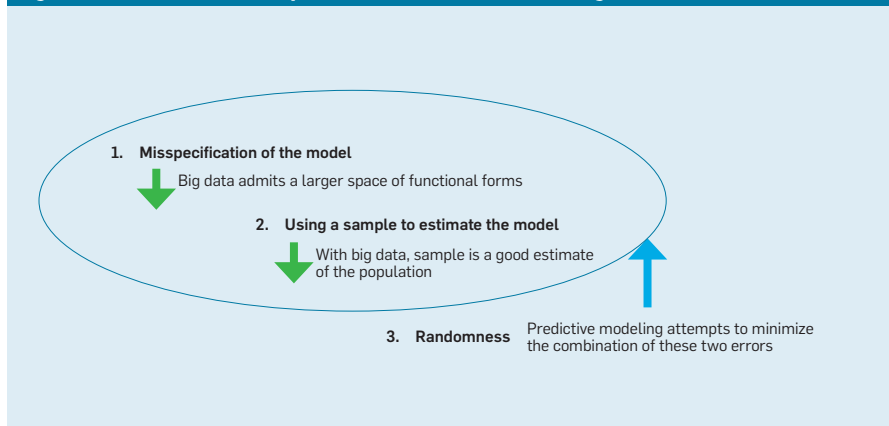 1. Misspecification of the model
Big data admits a larger space of functional forms
2. Using a sample to estimate the model
With big data, sample is a good estimate
of the population
3. Randomness
Predictive modeling attempts to minimize
the combination of these two errors